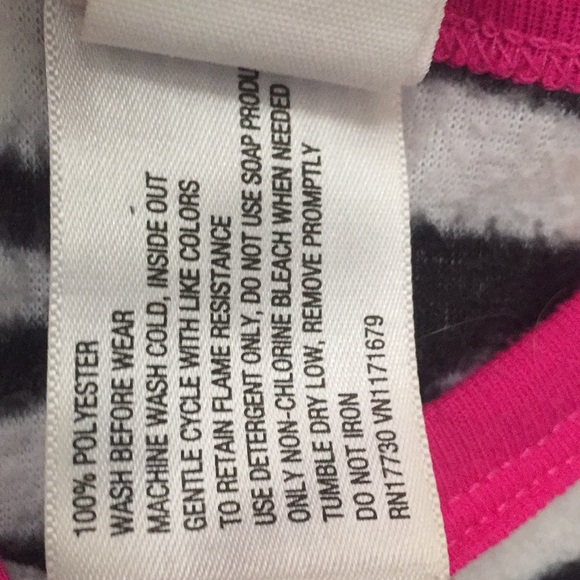 100% POLYESTER
WASH BEFORE WEAR
MACHINE WASH COLD, INSIDE OUT
GENTLE CYCLE WITH LIKE COLORS
TO RETAIN FLAME RESISTANCE
USE DETERGENT ONLY, DO NOT USE SOAP PRODU
ONLY NON-CHLORINE BLEACH WHEN NEEDED
TUMBLE DRY LOW, REMOVE PROMPTLY
DO NOT IRON
RN17730 VN1171679